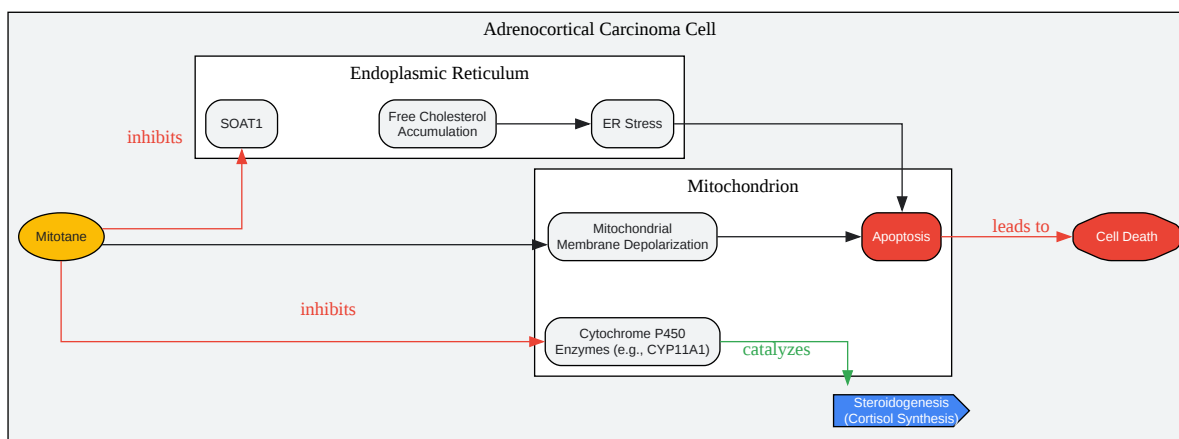 Adrenocortical Carcinoma Cell
Endoplasmic Reticulum
SOAT1
Free Cholesterol
Accumulation
ER Stress
inhibits
Mitochondrion
Mitotane
Mitochondrial
Membrane Depolarization
Apoptosis
leads to
Cell Death
inhibits
Cytochrome P450
Enzymes (e.g., CYP11A1)
catalyzes
Steroidogenesis
(Cortisol Synthesis)